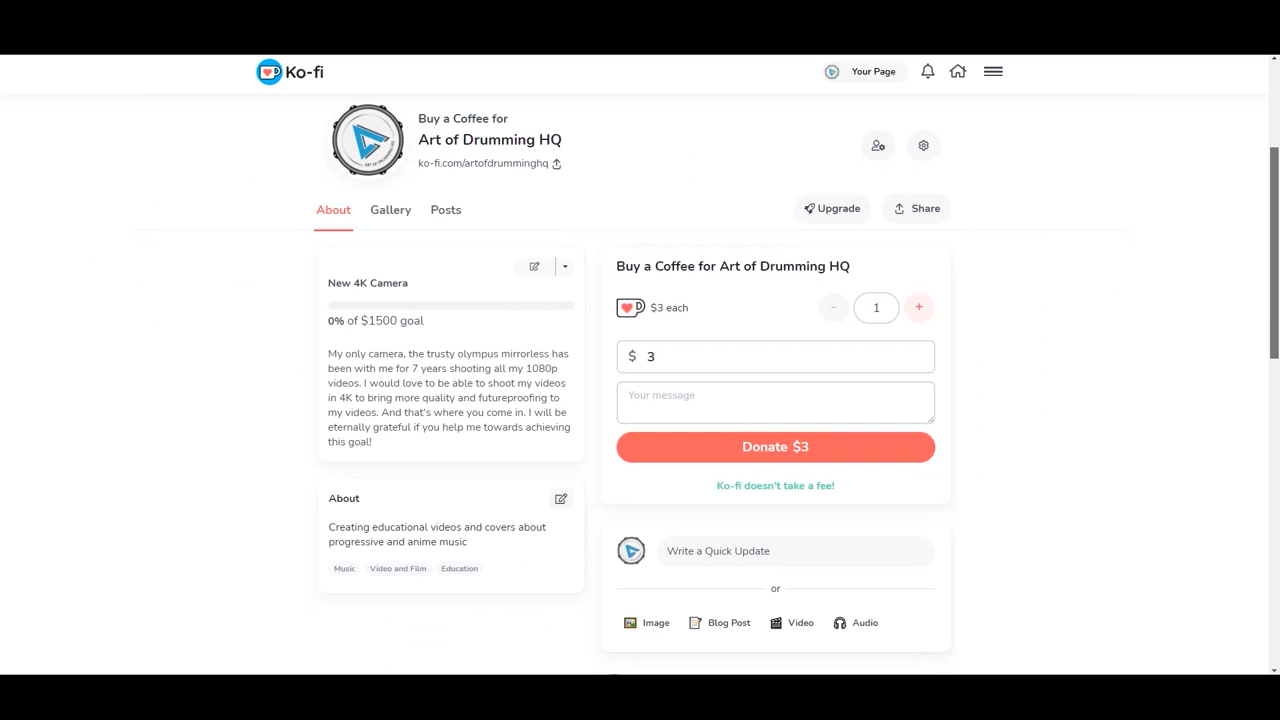 Ko-fi
Your Page
Buy a Coffee for
Art of Drumming HQ
ko-fi.com/artofdrumminghq
About Gallery Posts
Upgrade Share
New 4K Camera
0% of $1500 goal
My only camera, the trusty olympus mirrorless has
been with me for 7 years shooting all my 1080p
videos. I would love to be able to shoot my videos
in 4K to bring more quality and futureproofing to
my videos. And that's where you come in. I will be
eternally grateful if you help me towards achieving
this goal!
About
Creating educational videos and covers about
progressive and anime music
Music Video and Film Education
Buy a Coffee for Art of Drumming HQ
$3 each - 1 +
$ 3
Your message
Donate $3
Ko-fi doesn't take a fee!
Write a Quick Update
or
Image Blog Post Video Audio